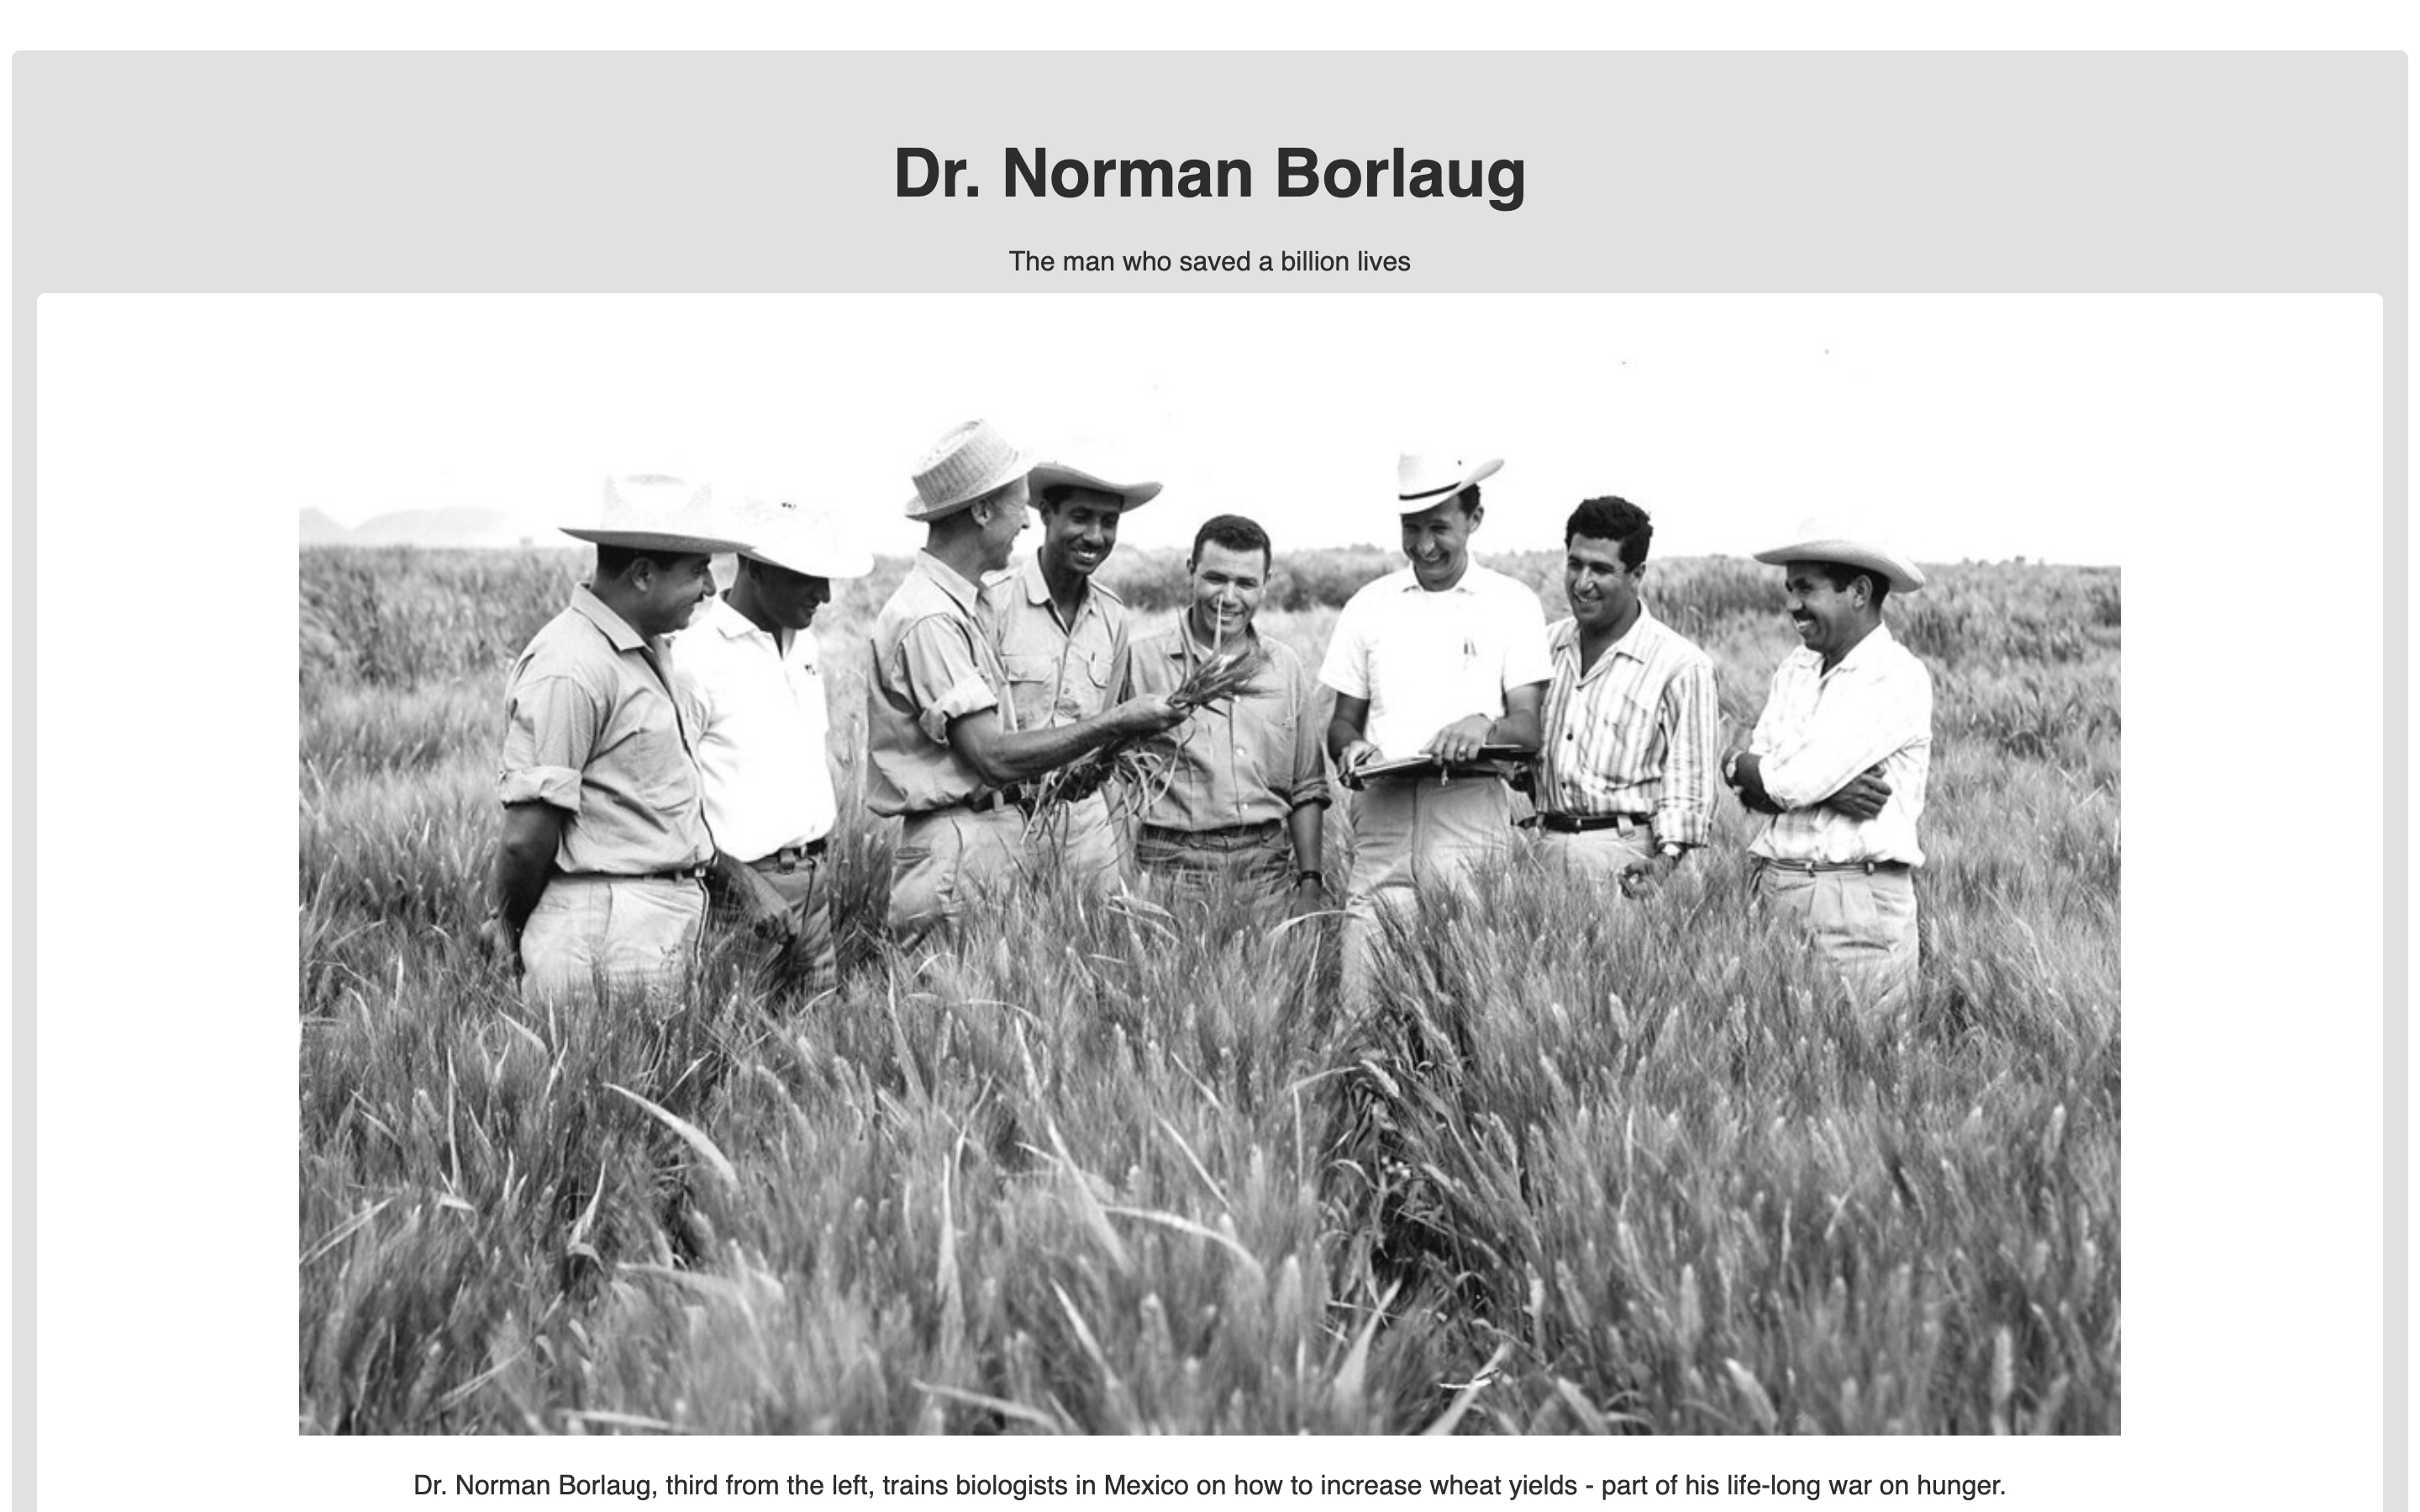 Dr. Norman Borlaug
The man who saved a billion lives
Dr. Norman Borlaug, third from the left, trains biologists in Mexico on how to increase wheat yields - part of his life-long war on hunger.